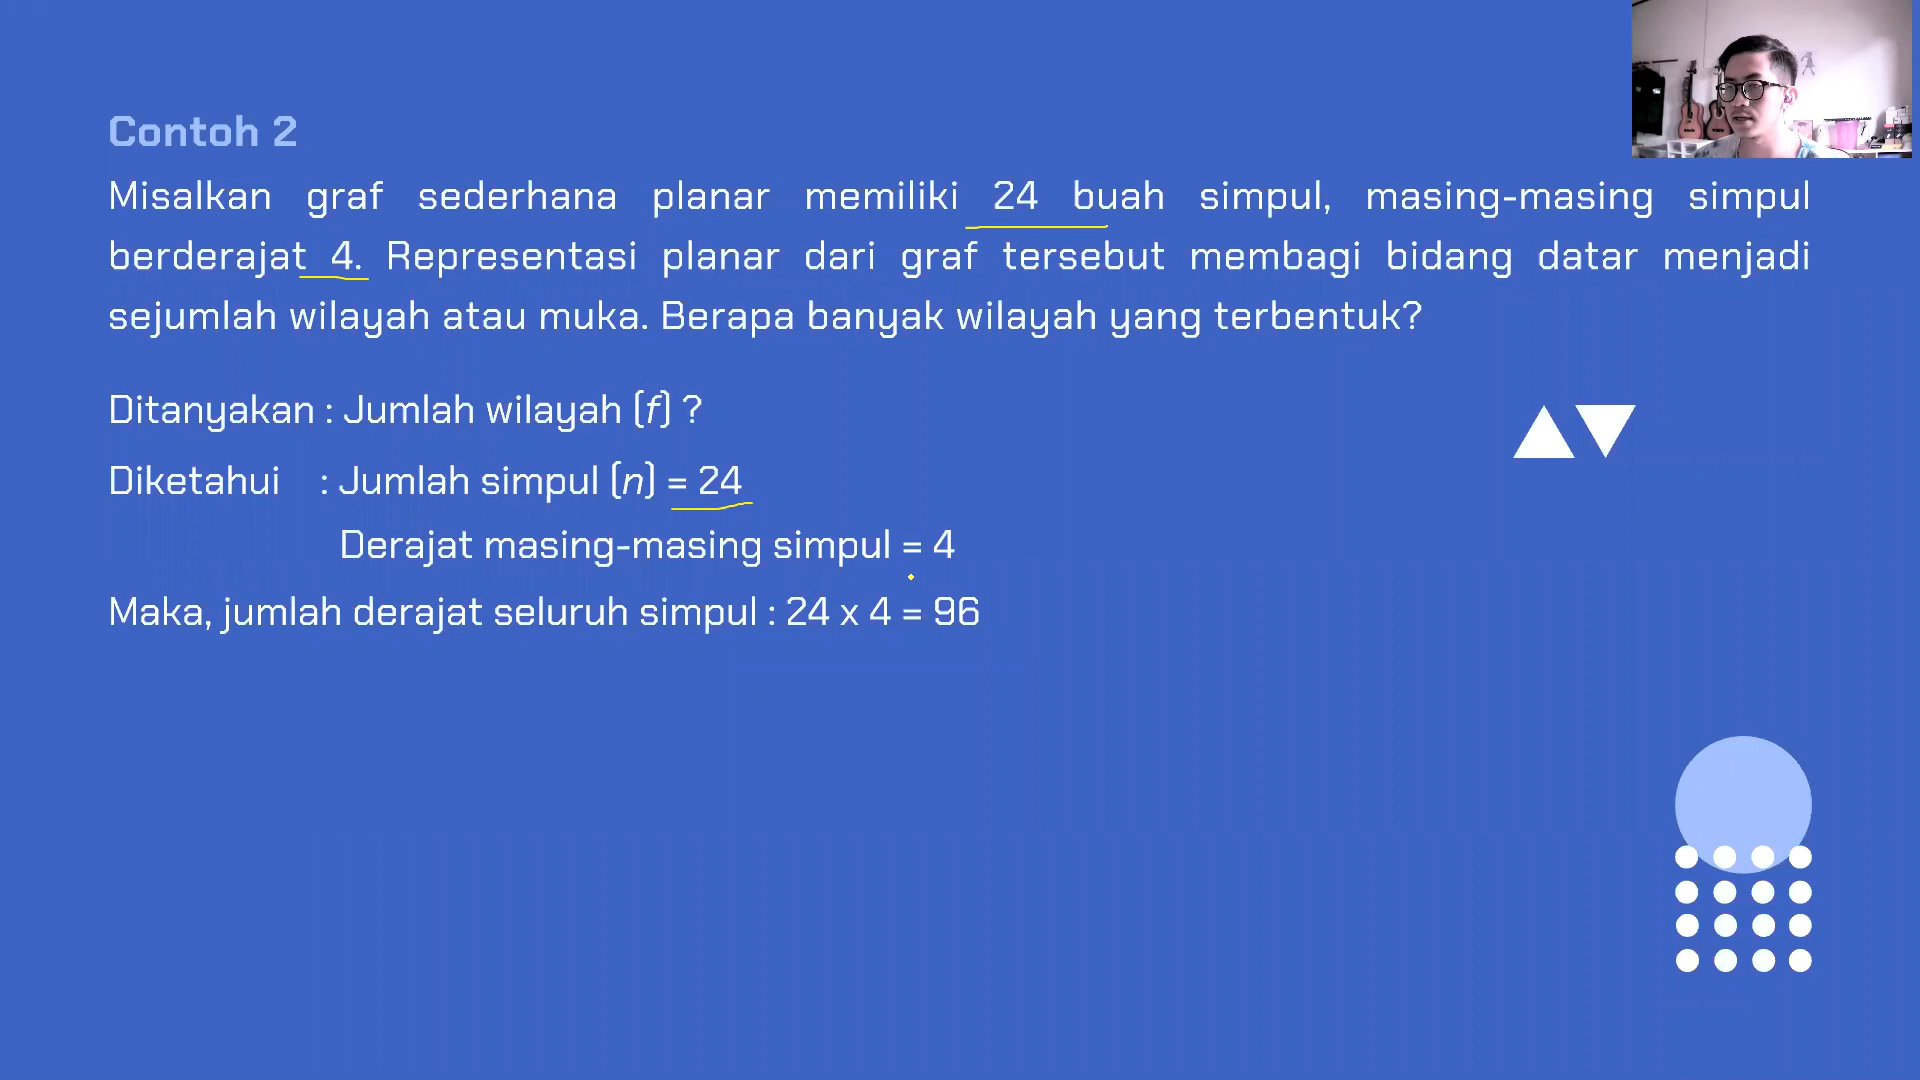 Contoh 2
Misalkan graf sederhana planar memiliki 24 buah simpul, masing-masing simpul
berderajat 4. Representasi planar dari graf tersebut membagi bidang datar menjadi
sejumlah wilayah atau muka. Berapa banyak wilayah yang terbentuk?
Ditanyakan : Jumlah wilayah (f) ?
Diketahui : Jumlah simpul (n) = 24
Derajat masing-masing simpul = 4
Maka, jumlah derajat seluruh simpul : 24 x 4 = 96